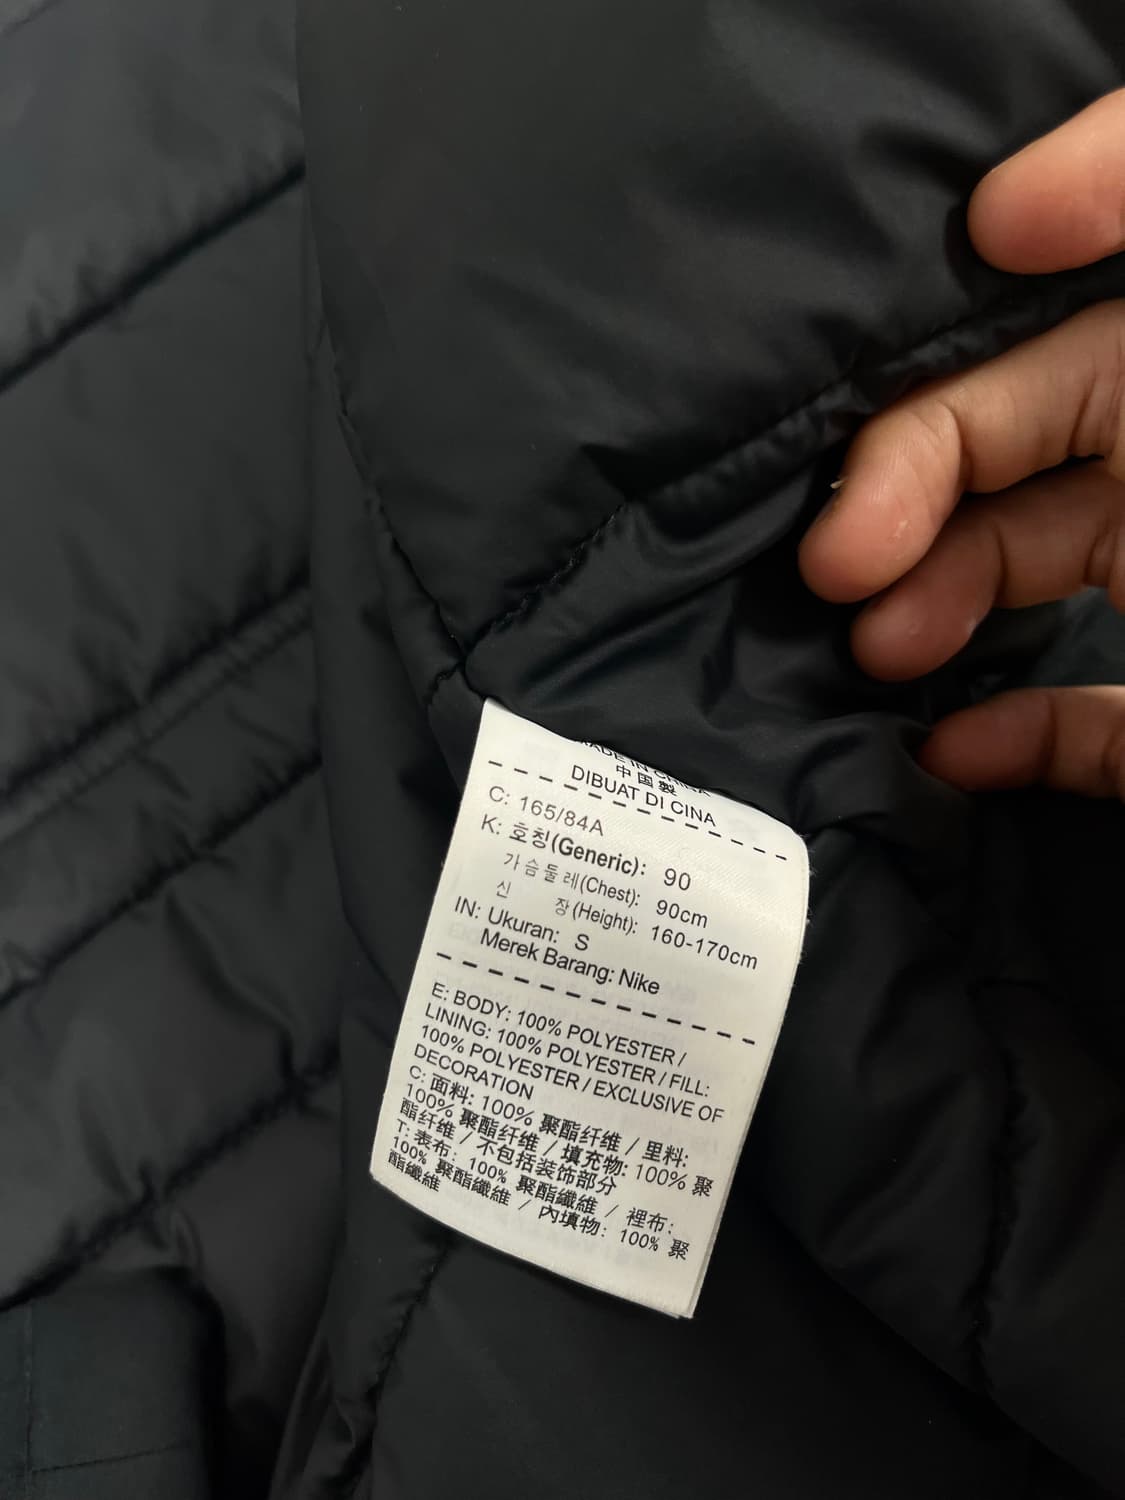 MADE IN CHINA
中国製
DIBUAT DI CINA
C: 165/84A
K: 호칭(Generic): 90
가슴둘레(Chest): 90cm
신 장(Height): 160-170cm
IN: Ukuran: S
Merek Barang: Nike
E: BODY: 100% POLYESTER /
LINING: 100% POLYESTER / FILL:
100% POLYESTER / EXCLUSIVE OF
DECORATION
C: 面料: 100% 聚酯纤维 / 里料:
100% 聚酯纤维 / 填充物: 100% 聚
酯纤维 / 不包括装饰部分
T: 表布: 100% 聚酯纖維 / 裡布:
100% 聚酯纖維 / 內填物: 100% 聚
酯纖維